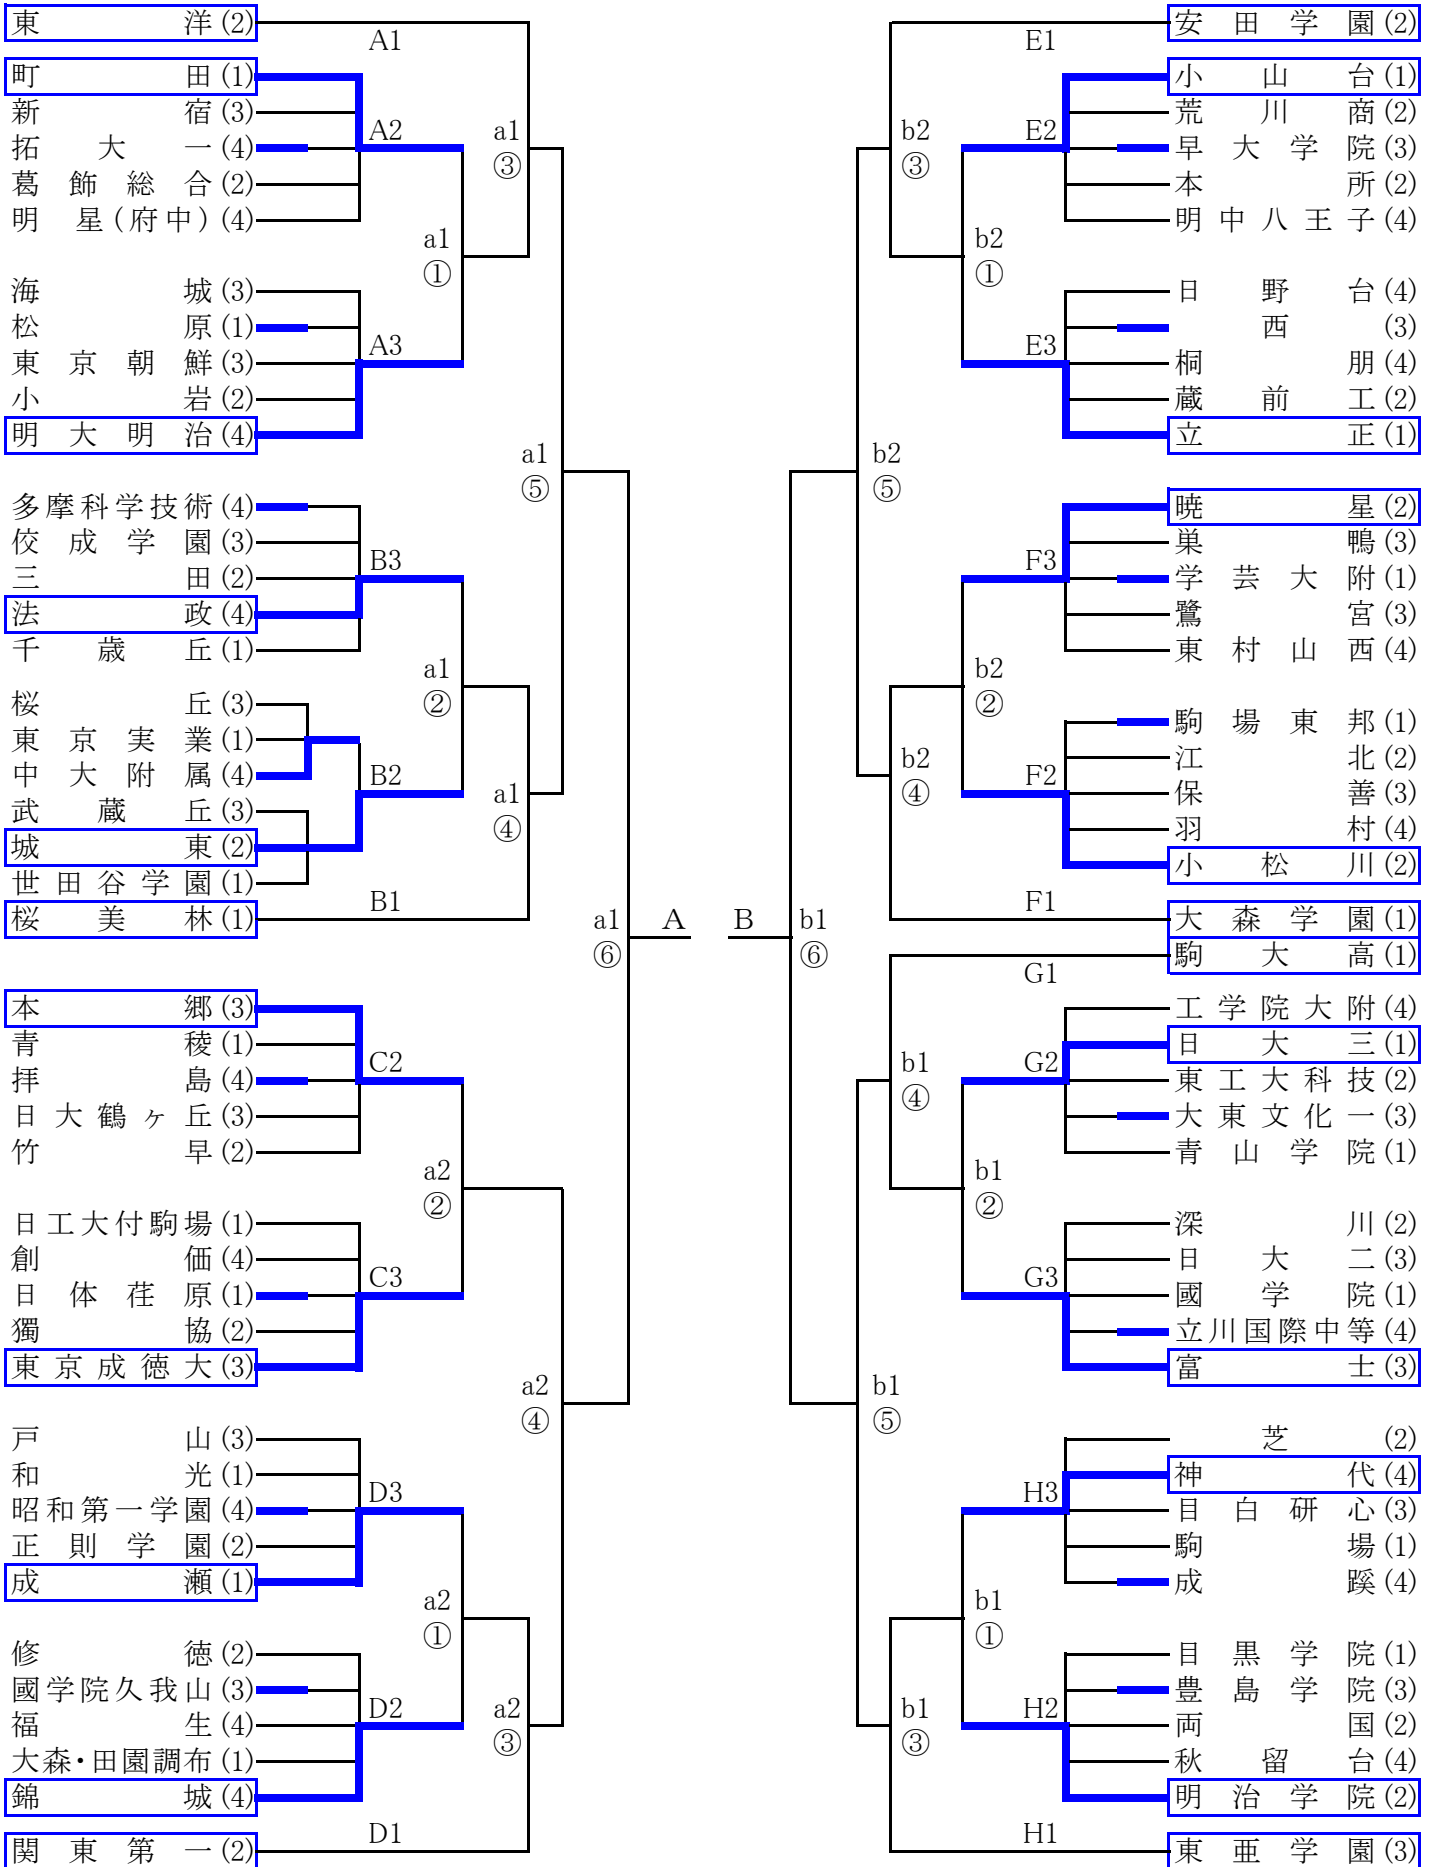 東洋(2)
A1
町田(1)
新宿(3)
A2
拓大一(4)
葛飾総合(2)
明星(府中)(4)
a1
③
a1
①
海城(3)
松原(1)
A3
東京朝鮮(3)
小岩(2)
明大明治(4)
a1
⑤
多摩科学技術(4)
佼成学園(3)
B3
三田(2)
法政(4)
千歳丘(1)
a1
②
桜丘(3)
東京実業(1)
中大附属(4)
B2
武蔵丘(3)
城東(2)
世田谷学園(1)
a1
④
B1
桜美林(1)
a1
⑥
A
本郷(3)
青稜(1)
C2
拝島(4)
日大鶴ヶ丘(3)
竹早(2)
a2
②
日工大付駒場(1)
創価(4)
C3
日体荏原(1)
獨協(2)
東京成徳大(3)
a2
④
戸山(3)
和光(1)
D3
昭和第一学園(4)
正則学園(2)
成瀬(1)
a2
①
修徳(2)
國学院久我山(3)
D2
福生(4)
大森・田園調布(1)
錦城(4)
a2
③
D1
関東第一(2)
安田学園(2)
E1
小山台(1)
荒川商(2)
E2
早大学院(3)
本所(2)
明中八王子(4)
b2
③
b2
①
日野台(4)
西(3)
E3
桐朋(4)
蔵前工(2)
立正(1)
b2
⑤
暁星(2)
巣鴨(3)
F3
学芸大附(1)
鷺宮(3)
東村山西(4)
b2
②
駒場東邦(1)
江北(2)
F2
保善(3)
羽村(4)
小松川(2)
b2
④
F1
大森学園(1)
B
b1
⑥
駒大高(1)
G1
工学院大附(4)
日大三(1)
G2
東工大科技(2)
大東文化一(3)
青山学院(1)
b1
④
b1
②
深川(2)
日大二(3)
G3
國学院(1)
立川国際中等(4)
富士(3)
b1
⑤
芝(2)
神代(4)
H3
目白研心(3)
駒場(1)
成蹊(4)
b1
①
目黒学院(1)
豊島学院(3)
H2
両国(2)
秋留台(4)
明治学院(2)
b1
③
H1
東亜学園(3)